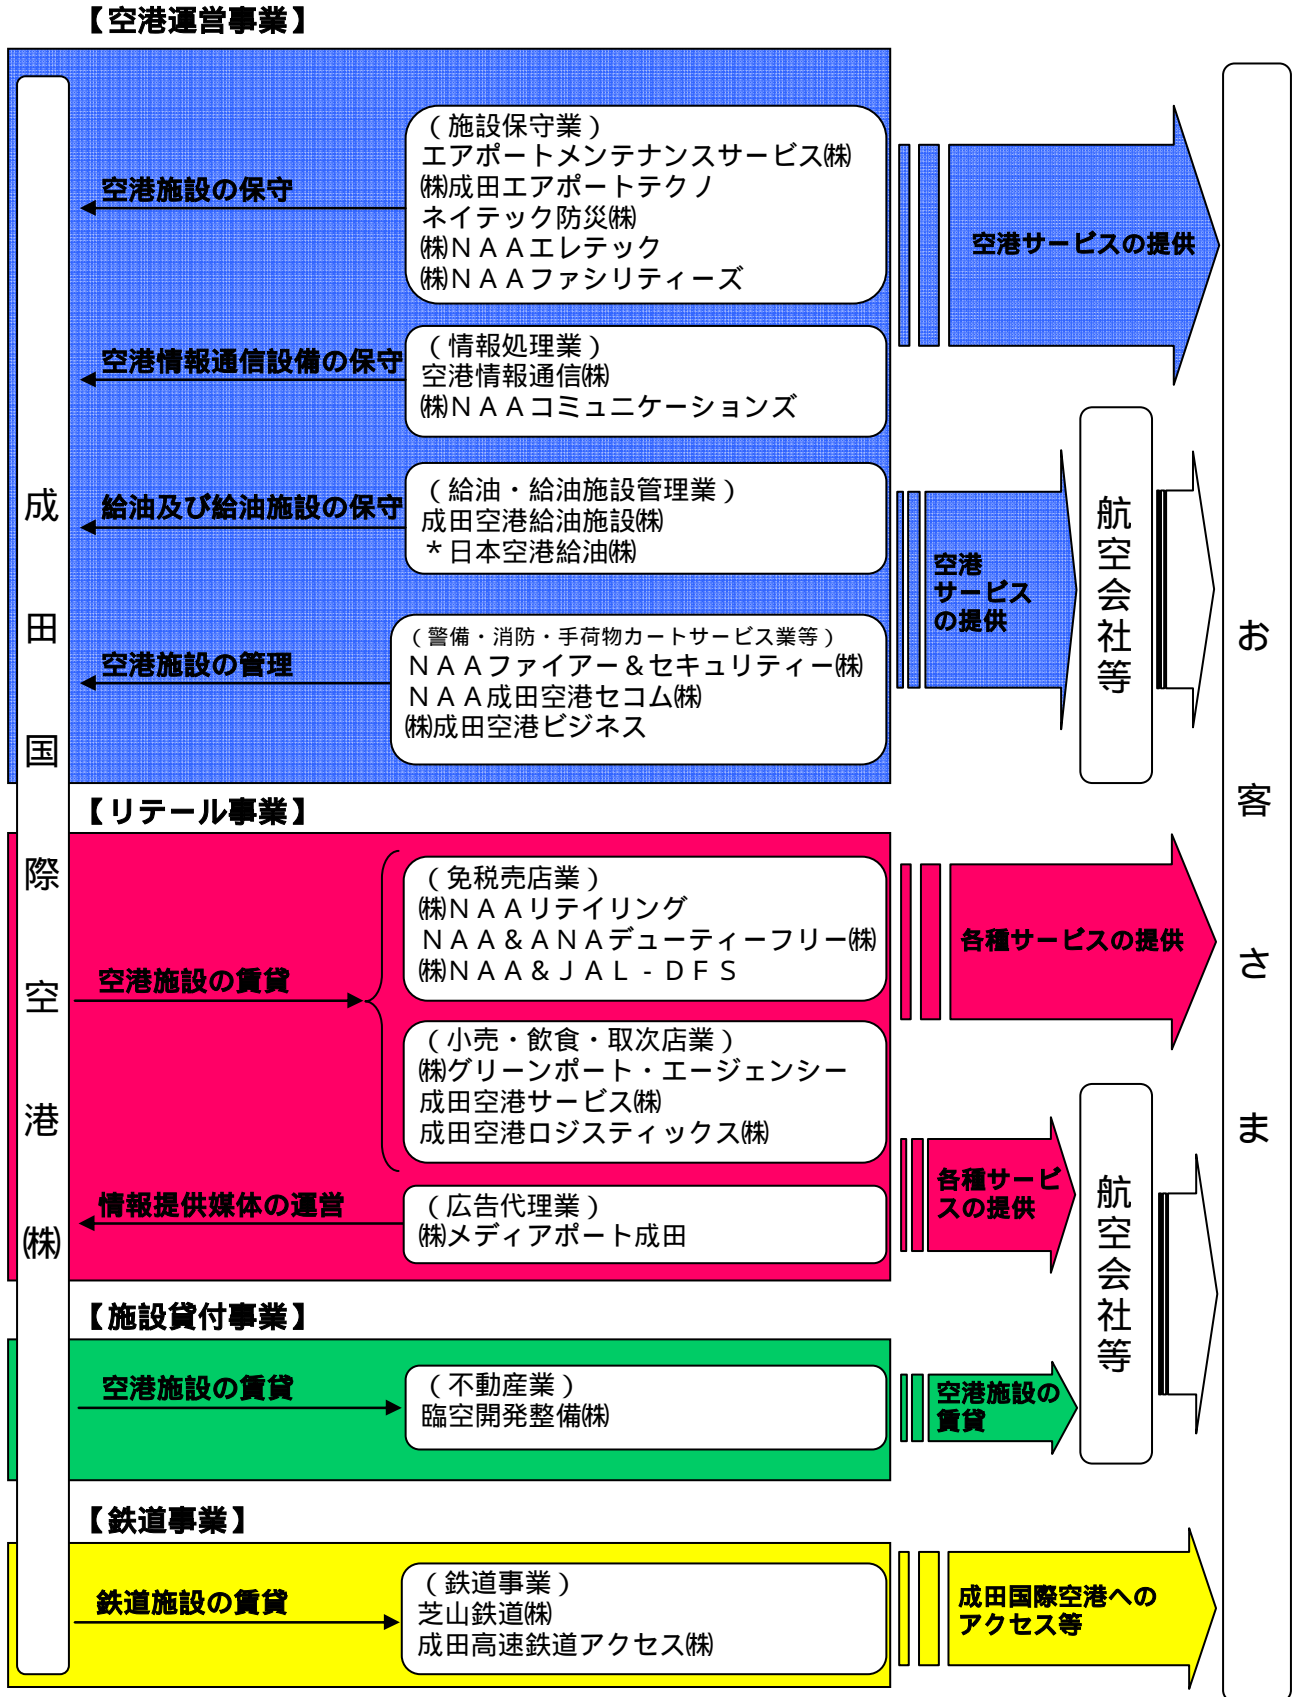 【空港運営事業】
成田国際空港㈱
空港施設の保守
（施設保守業）
エアポートメンテナンスサービス㈱
㈱成田エアポートテクノ
ネイテック防災㈱
㈱ＮＡＡエレテック
㈱ＮＡＡファシリティーズ
空港サービスの提供
空港情報通信設備の保守
（情報処理業）
空港情報通信㈱
㈱ＮＡＡコミュニケーションズ
給油及び給油施設の保守
（給油・給油施設管理業）
成田空港給油施設㈱
＊日本空港給油㈱
空港施設の管理
（警備・消防・手荷物カートサービス業等）
ＮＡＡファイアー＆セキュリティー㈱
ＮＡＡ成田空港セコム㈱
㈱成田空港ビジネス
空港
サービス
の提供
航空会社等
お客さま
【リテール事業】
空港施設の賃貸
（免税売店業）
㈱ＮＡＡリテイリング
ＮＡＡ＆ＡＮＡデューティーフリー㈱
㈱ＮＡＡ＆ＪＡＬ‐ＤＦＳ
各種サービスの提供
（小売・飲食・取次店業）
㈱グリーンポート・エージェンシー
成田空港サービス㈱
成田空港ロジスティックス㈱
情報提供媒体の運営
（広告代理業）
㈱メディアポート成田
各種サービ
スの提供
航空会社等
【施設貸付事業】
空港施設の賃貸
（不動産業）
臨空開発整備㈱
空港施設の
賃貸
【鉄道事業】
鉄道施設の賃貸
（鉄道事業）
芝山鉄道㈱
成田高速鉄道アクセス㈱
成田国際空港への
アクセス等